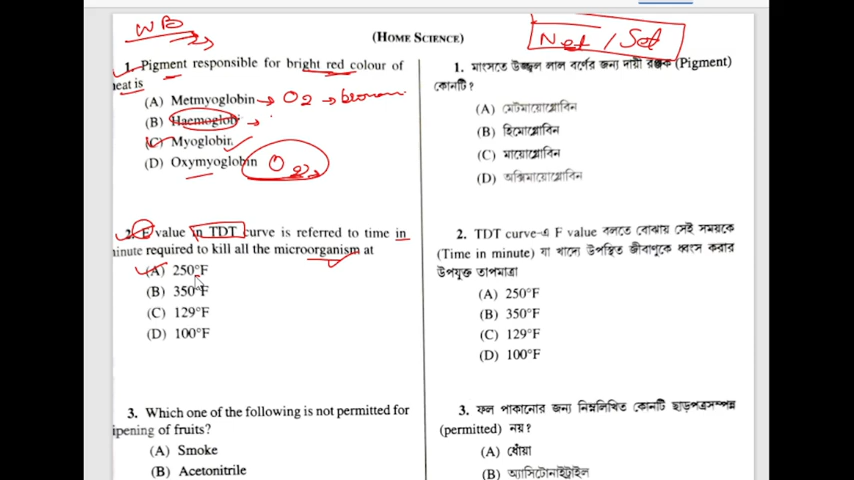 WB
(HOME SCIENCE)
Net / Set
1. Pigment responsible for bright red colour of
eat is
(A) Metmyoglobin → O2 →
(B) Haemoglobi
(C) Myoglobin
(D) Oxymyoglobin O2
2. F value in TDT curve is referred to time in
inute required to kill all the microorganism at
(A) 250°F
(B) 350°F
(C) 129°F
(D) 100°F
3. Which one of the following is not permitted for
ipening of fruits?
(A) Smoke
(B) Acetonitrile
1. মাংসতে উজ্জ্বল লাল বর্ণের জন্য দায়ী রঞ্জক (Pigment)
কোনটি?
(A) মেটমায়োগ্লোবিন
(B) হিমোগ্লোবিন
(C) মায়োগ্লোবিন
(D) অক্সিমায়োগ্লোবিন
2. TDT curve-এ F value বলতে বোঝায় সেই সময়কে
(Time in minute) যা খাদ্যে উপস্থিত জীবাণুকে ধ্বংস করার
উপযুক্ত তাপমাত্রা
(A) 250°F
(B) 350°F
(C) 129°F
(D) 100°F
3. ফল পাকানোর জন্য নিম্নলিখিত কোনটি ছাড়পত্রসম্পন্ন
(permitted) নয়?
(A) ধোঁয়া
(B) অ্যাসিটোনাইট্রাইল